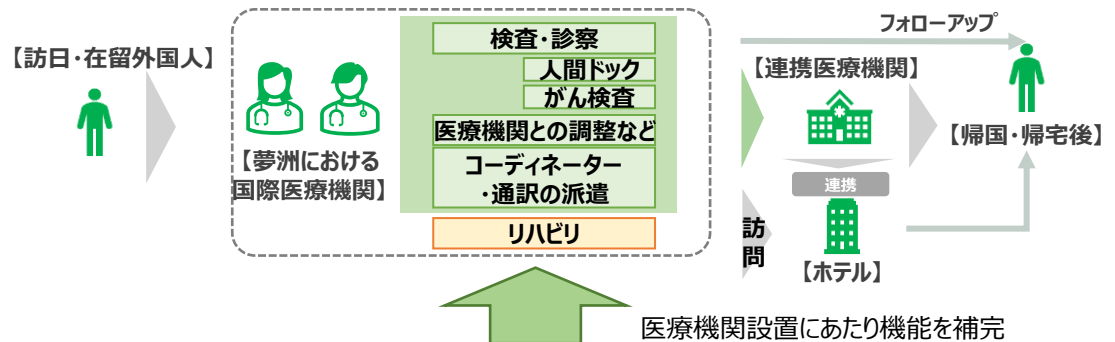 【訪日・在留外国人】
【夢洲における
国際医療機関】
検査・診察
人間ドック
がん検査
医療機関との調整など
コーディネーター
・通訳の派遣
リハビリ
フォローアップ
【連携医療機関】
連携
訪
問
【ホテル】
【帰国・帰宅後】
医療機関設置にあたり機能を補完